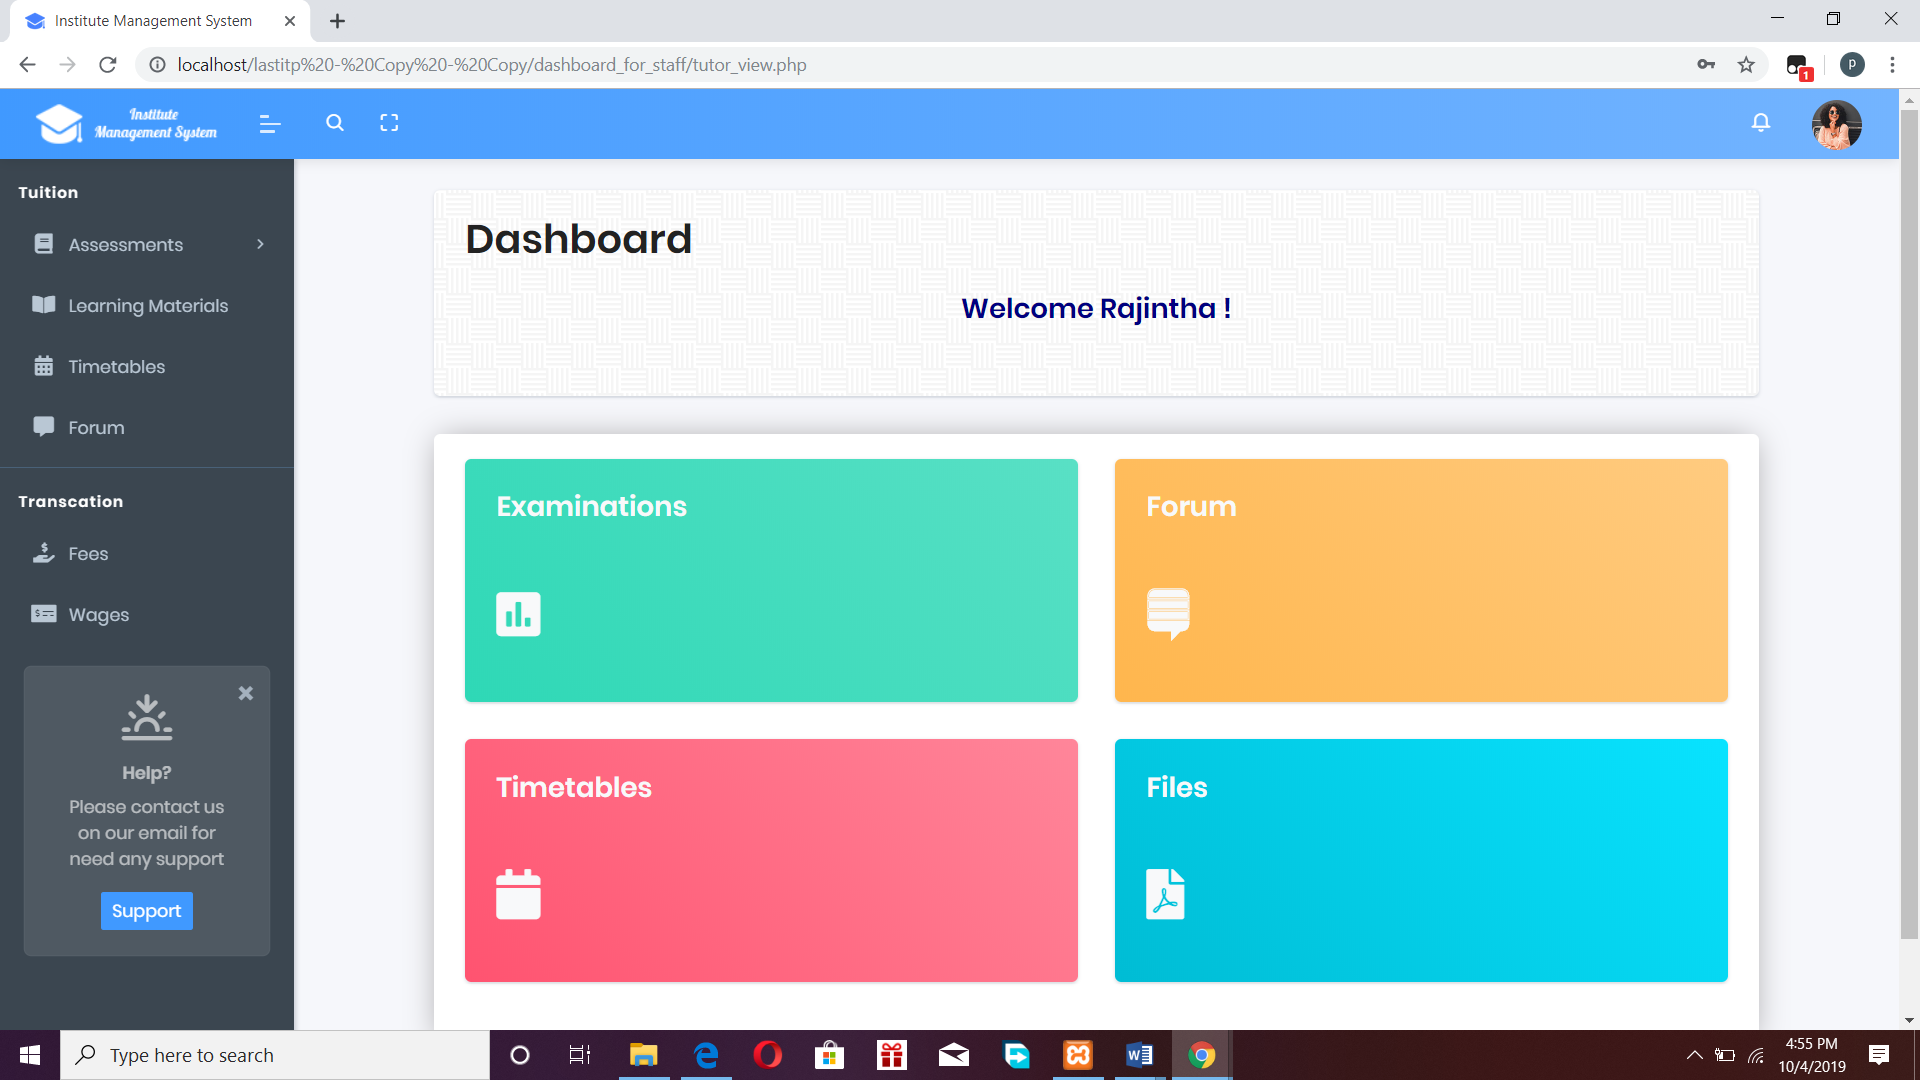 Institute Management System
localhost/lastitp%20-%20Copy%20-%20Copy/dashboard_for_staff/tutor_view.php
1
P
Institute
Management System
Tuition
Assessments
Learning Materials
Timetables
Forum
Transcation
Fees
Wages
Help?
Please contact us
on our email for
need any support
Support
Dashboard
Welcome Rajintha !
Examinations
Forum
Timetables
Files
Type here to search
4:55 PM
10/4/2019